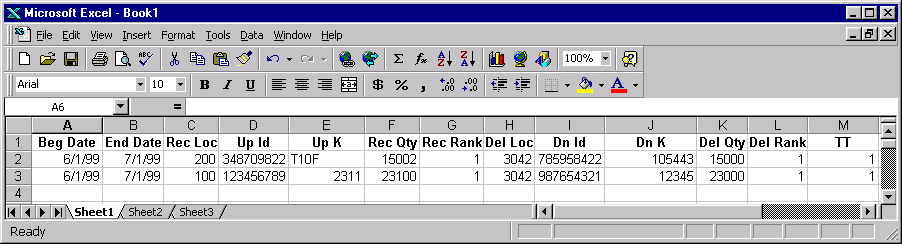 Microsoft Excel - Book1
File Edit View Insert Format Tools Data Window Help
Σ fx 100%
Arial 10 B I U $ % ,
A6 =
A B C D E F G H I J K L M
1 Beg Date End Date Rec Loc Up Id Up K Rec Qty Rec Rank Del Loc Dn Id Dn K Del Qty Del Rank TT
2 6/1/99 7/1/99 200 348709822 T10F 15002 1 3042 785958422 105443 15000 1 1
3 6/1/99 7/1/99 100 123456789 2311 23100 1 3042 987654321 12345 23000 1 1
4
Sheet1 Sheet2 Sheet3
Ready